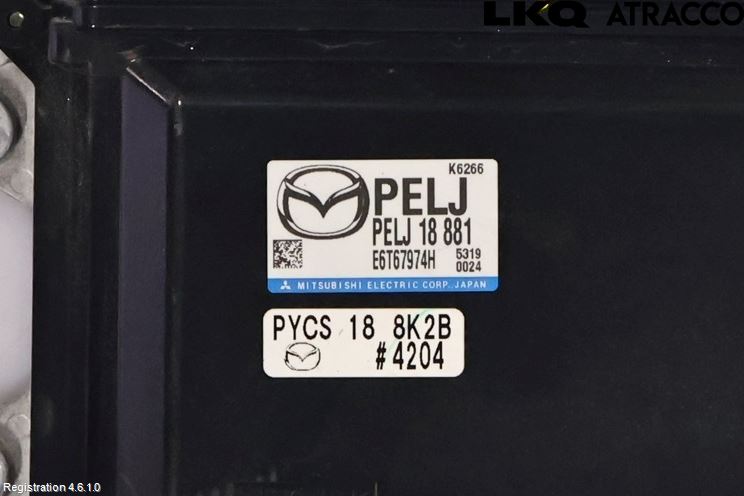 LKQ ATRACCO
K6266
PELJ
PELJ 18 881
E6T67974H
5319
0024
MITSUBISHI ELECTRIC CORP. JAPAN
PYCS 18 8K2B
#4204
Registration 4.6.1.0